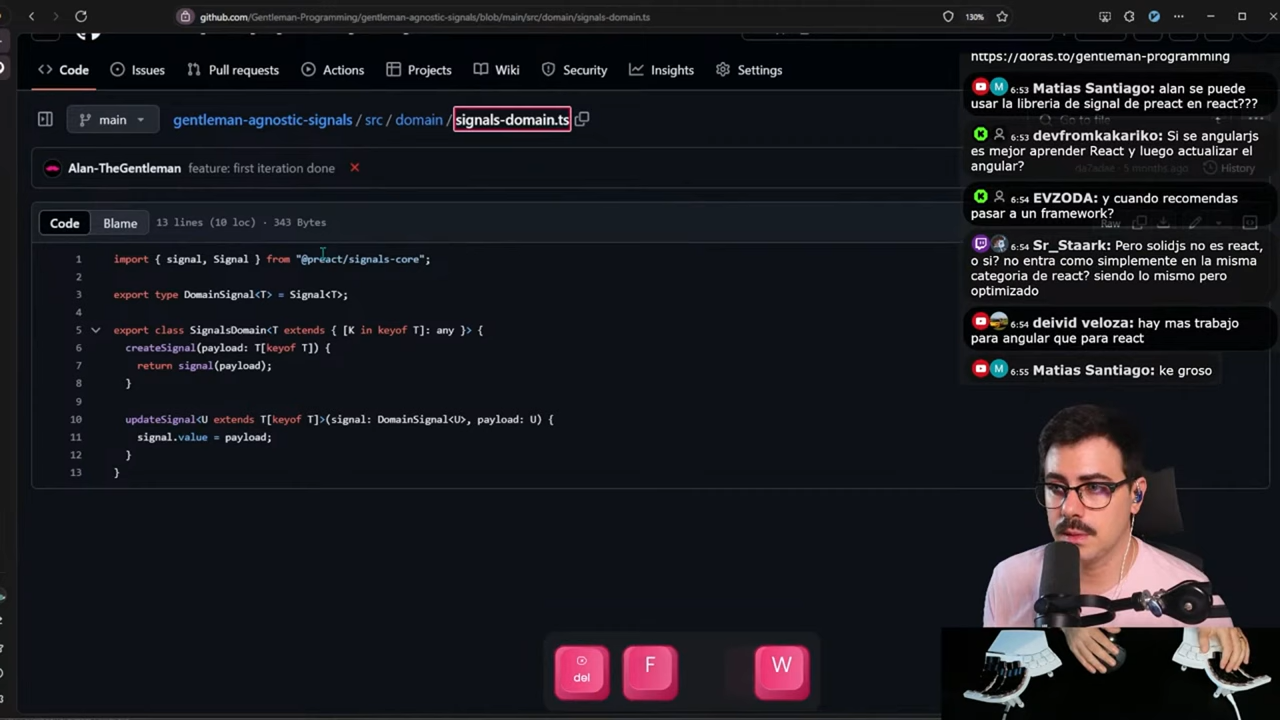 github.com/Gentleman-Programming/gentleman-agnostic-signals/blob/main/src/domain/signals-domain.ts
130%
Code
Issues
Pull requests
Actions
Projects
Wiki
Security
Insights
Settings
main
gentleman-agnostic-signals / src / domain / signals-domain.ts
Go to file
Alan-TheGentleman feature: first iteration done
5 months ago
History
Code
Blame
13 lines (10 loc) · 343 Bytes
Raw
1 import { signal, Signal } from "@preact/signals-core";
2
3 export type DomainSignal<T> = Signal<T>;
4
5 export class SignalsDomain<T extends { [K in keyof T]: any }> {
6 createSignal(payload: T[keyof T]) {
7 return signal(payload);
8 }
9
10 updateSignal<U extends T[keyof T]>(signal: DomainSignal<U>, payload: U) {
11 signal.value = payload;
12 }
13 }
https://doras.to/gentleman-programming
6:53 Matias Santiago: alan se puede
usar la libreria de signal de preact en react???
6:53 devfromkakariko: Si se angularjs
es mejor aprender React y luego actualizar el
angular?
6:54 EVZODA: y cuando recomendas
pasar a un framework?
6:54 Sr_Staark: Pero solidjs no es react,
o si? no entra como simplemente en la misma
categoria de react? siendo lo mismo pero
optimizado
6:54 deivid veloza: hay mas trabajo
para angular que para react
6:55 Matias Santiago: ke groso
del
F
W